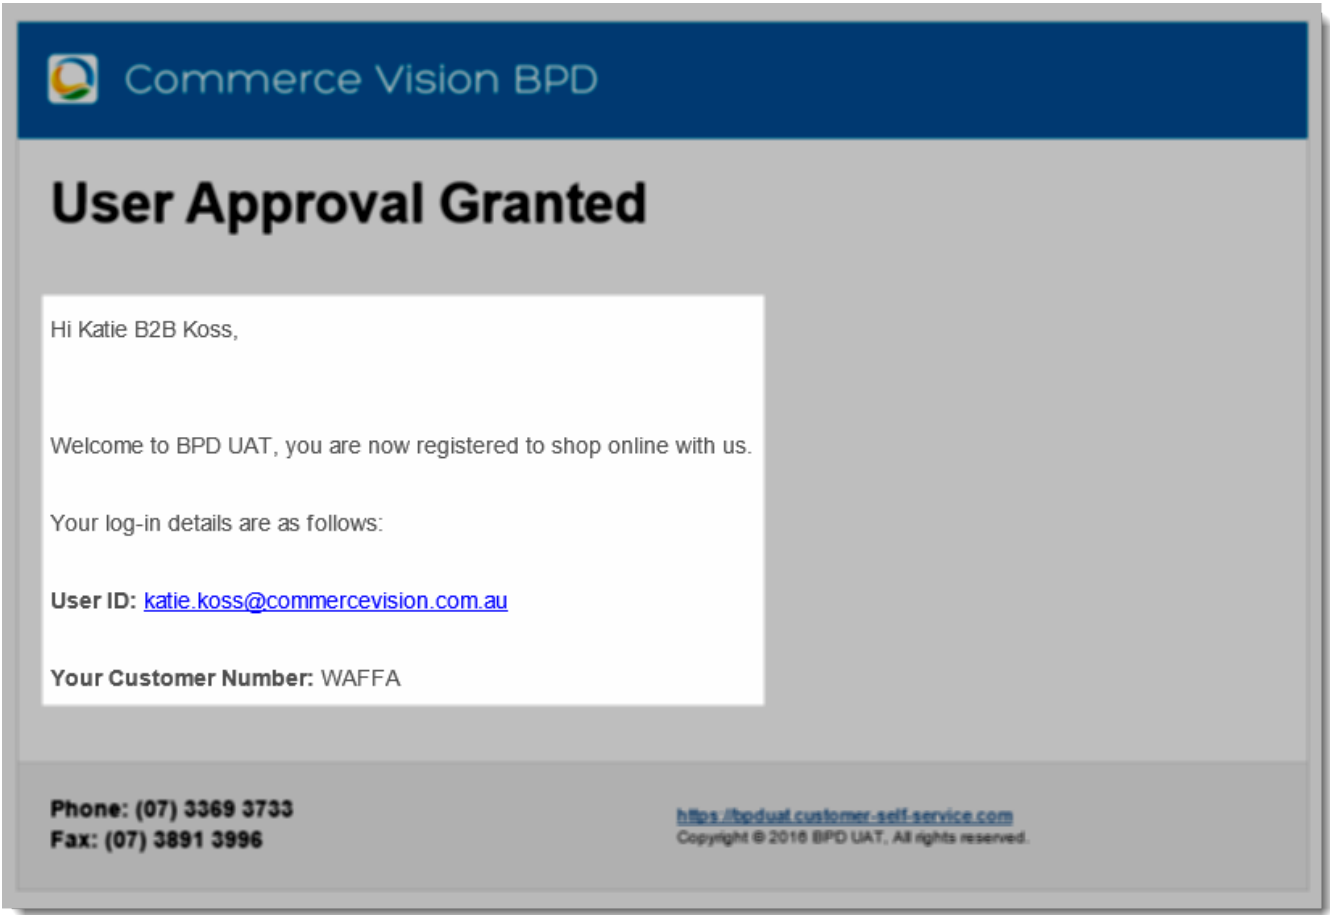 Commerce Vision BPD
User Approval Granted
Hi Katie B2B Koss,
Welcome to BPD UAT, you are now registered to shop online with us.
Your log-in details are as follows:
User ID: katie.koss@commercevision.com.au
Your Customer Number: WAFFA
Phone: (07) 3369 3733
Fax: (07) 3891 3996
https://bpduat.customer-self-service.com
Copyright © 2016 BPD UAT, All rights reserved.